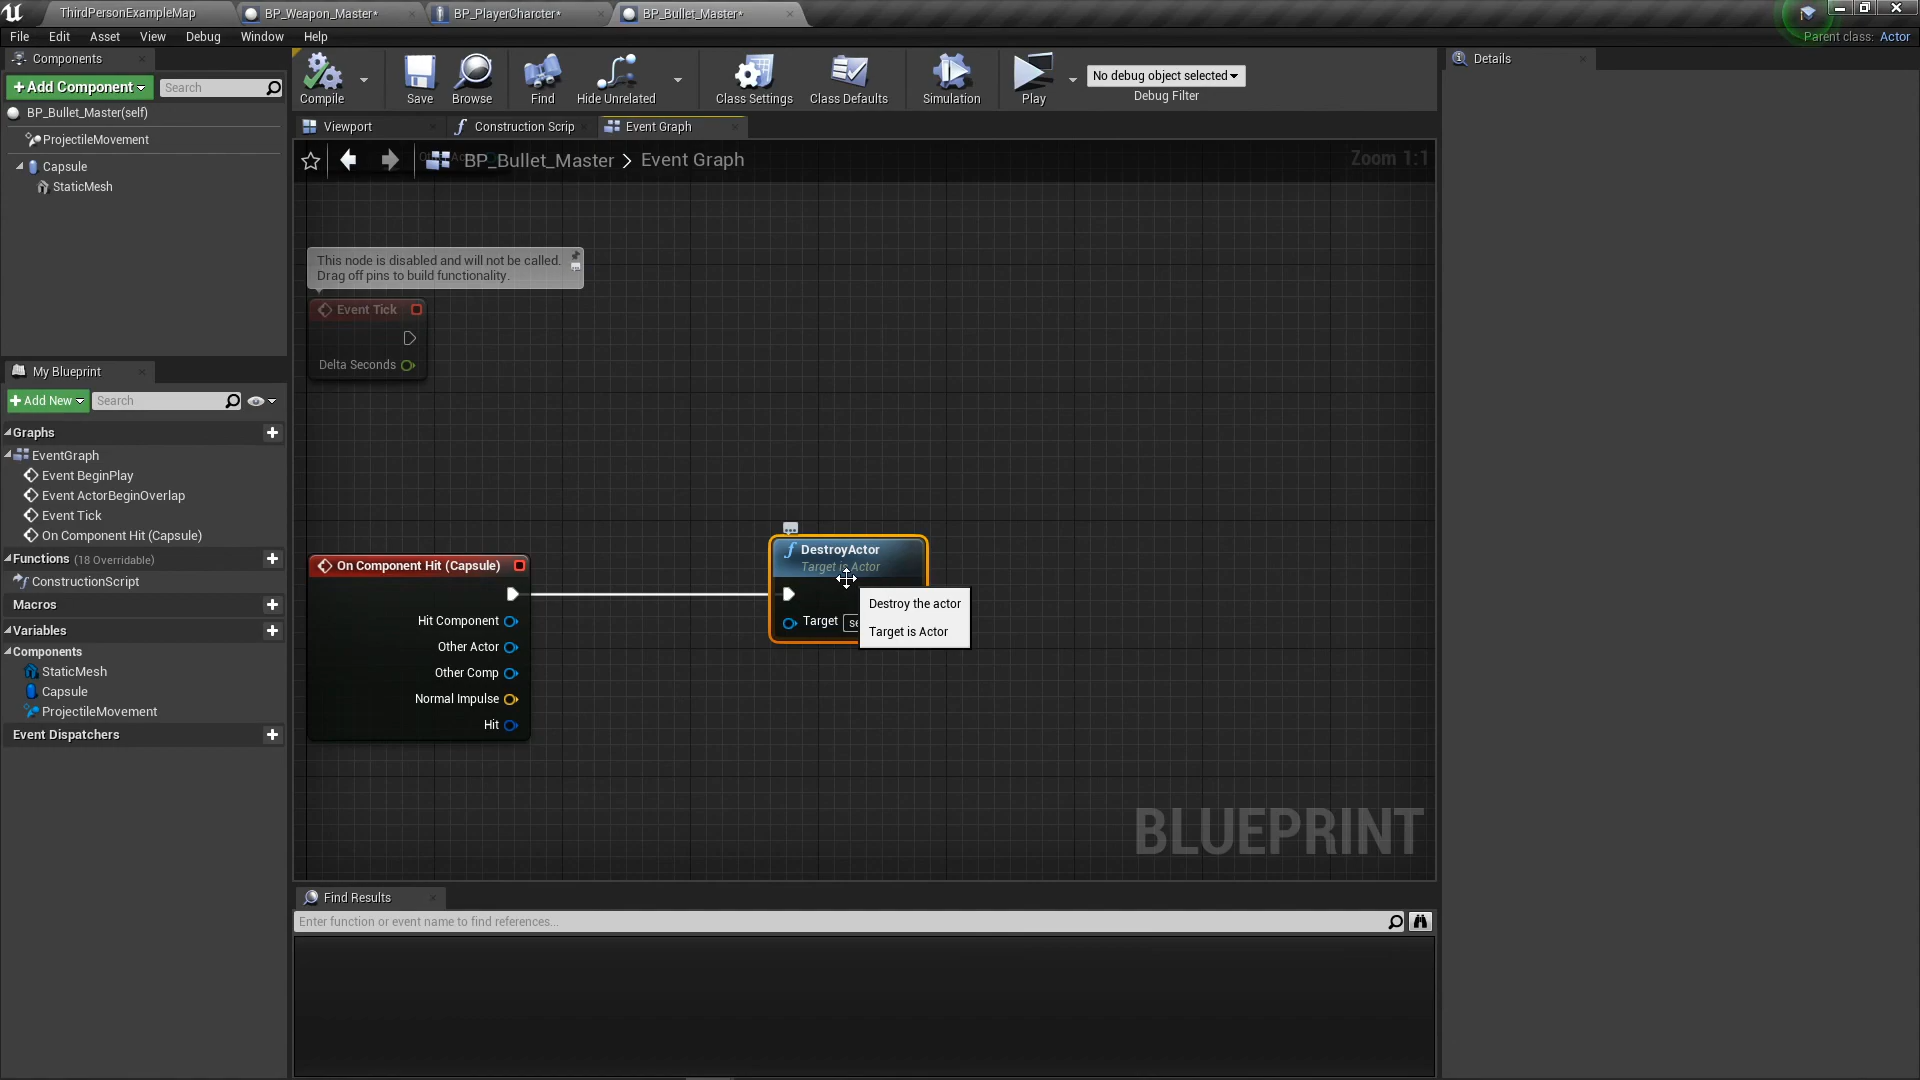 ThirdPersonExampleMap
BP_Weapon_Master*
BP_PlayerCharcter*
BP_Bullet_Master*
File Edit Asset View Debug Window Help
Parent class: Actor
Components
+Add Component
Search
BP_Bullet_Master(self)
ProjectileMovement
Capsule
StaticMesh
Compile
Save
Browse
Find
Hide Unrelated
Class Settings
Class Defaults
Simulation
Play
No debug object selected
Debug Filter
Details
Viewport
Construction Scrip
Event Graph
BP_Bullet_Master > Event Graph
Zoom 1:1
This node is disabled and will not be called.
Drag off pins to build functionality.
Event Tick
Delta Seconds
My Blueprint
+Add New
Search
Graphs
EventGraph
Event BeginPlay
Event ActorBeginOverlap
Event Tick
On Component Hit (Capsule)
Functions (18 Overridable)
ConstructionScript
Macros
Variables
Components
StaticMesh
Capsule
ProjectileMovement
Event Dispatchers
On Component Hit (Capsule)
Hit Component
Other Actor
Other Comp
Normal Impulse
Hit
DestroyActor
Target is Actor
Target
Destroy the actor
Target is Actor
BLUEPRINT
Find Results
Enter function or event name to find references...